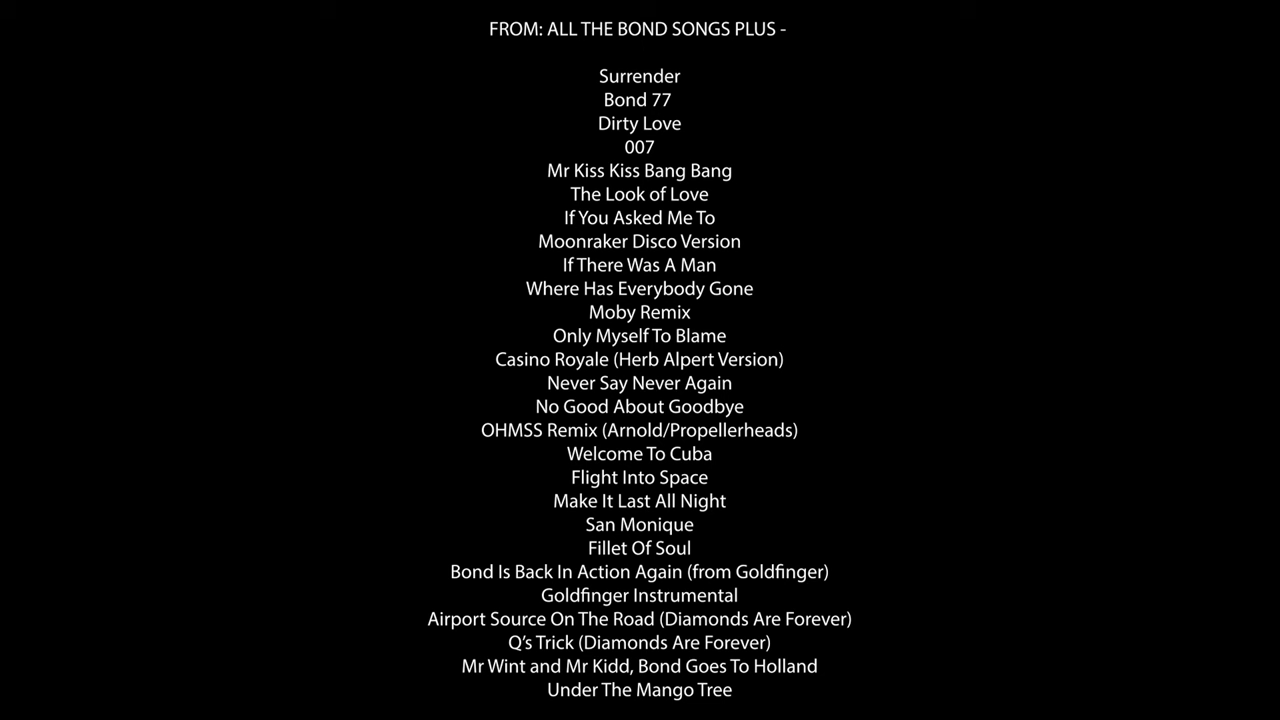 FROM: ALL THE BOND SONGS PLUS -
Surrender
Bond 77
Dirty Love
007
Mr Kiss Kiss Bang Bang
The Look of Love
If You Asked Me To
Moonraker Disco Version
If There Was A Man
Where Has Everybody Gone
Moby Remix
Only Myself To Blame
Casino Royale (Herb Alpert Version)
Never Say Never Again
No Good About Goodbye
OHMSS Remix (Arnold/Propellerheads)
Welcome To Cuba
Flight Into Space
Make It Last All Night
San Monique
Fillet Of Soul
Bond Is Back In Action Again (from Goldfinger)
Goldfinger Instrumental
Airport Source On The Road (Diamonds Are Forever)
Q’s Trick (Diamonds Are Forever)
Mr Wint and Mr Kidd, Bond Goes To Holland
Under The Mango Tree